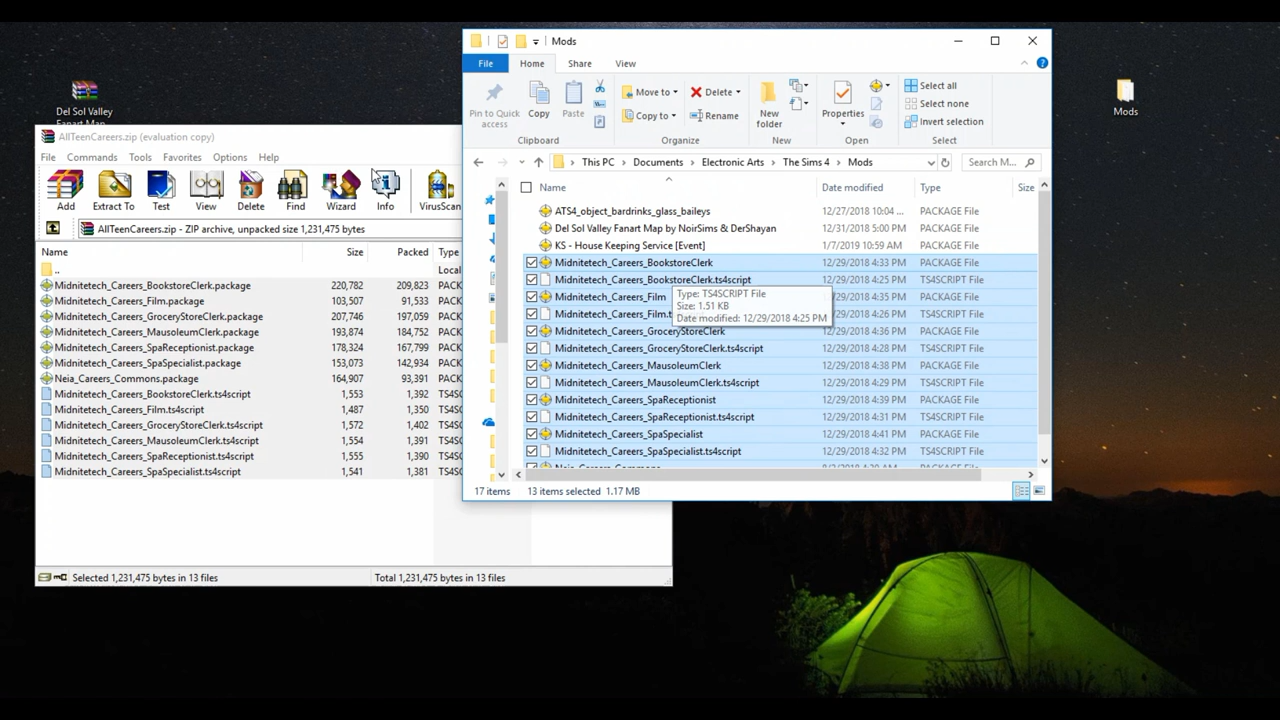 Del Sol Valley
Fanart Map
Mods
AllTeenCareers.zip (evaluation copy)
File Commands Tools Favorites Options Help
Add Extract To Test View Delete Find Wizard Info VirusScan
AllTeenCareers.zip - ZIP archive, unpacked size 1,231,475 bytes
Name Size Packed Type
.. Local
Midnitetech_Careers_BookstoreClerk.package 220,782 209,823 PACK
Midnitetech_Careers_Film.package 103,507 91,533 PACK
Midnitetech_Careers_GroceryStoreClerk.package 207,746 197,059 PACK
Midnitetech_Careers_MausoleumClerk.package 193,874 184,752 PACK
Midnitetech_Careers_SpaReceptionist.package 178,324 167,799 PACK
Midnitetech_Careers_SpaSpecialist.package 153,073 142,934 PACK
Neia_Careers_Commons.package 164,907 93,391 PACK
Midnitetech_Careers_BookstoreClerk.ts4script 1,553 1,392 TS4SC
Midnitetech_Careers_Film.ts4script 1,487 1,350 TS4SC
Midnitetech_Careers_GroceryStoreClerk.ts4script 1,572 1,402 TS4SC
Midnitetech_Careers_MausoleumClerk.ts4script 1,554 1,391 TS4SC
Midnitetech_Careers_SpaReceptionist.ts4script 1,555 1,390 TS4SC
Midnitetech_Careers_SpaSpecialist.ts4script 1,541 1,381 TS4SC
Selected 1,231,475 bytes in 13 files Total 1,231,475 bytes in 13 files
Mods
File Home Share View
Pin to Quick access Copy Paste
Move to Delete
Copy to Rename
New folder
Properties
Select all
Select none
Invert selection
Clipboard Organize New Open Select
This PC > Documents > Electronic Arts > The Sims 4 > Mods Search M...
Name Date modified Type Size
ATS4_object_bardrinks_glass_baileys 12/27/2018 10:04 ... PACKAGE File
Del Sol Valley Fanart Map by NoirSims & DerShayan 12/31/2018 5:00 PM PACKAGE File
KS - House Keeping Service [Event] 1/7/2019 10:59 AM PACKAGE File
Midnitetech_Careers_BookstoreClerk 12/29/2018 4:33 PM PACKAGE File
Midnitetech_Careers_BookstoreClerk.ts4script 12/29/2018 4:25 PM TS4SCRIPT File
Midnitetech_Careers_Film 12/29/2018 4:35 PM PACKAGE File
Midnitetech_Careers_Film.t 12/29/2018 4:26 PM TS4SCRIPT File
Midnitetech_Careers_GroceryStoreClerk 12/29/2018 4:36 PM PACKAGE File
Midnitetech_Careers_GroceryStoreClerk.ts4script 12/29/2018 4:28 PM TS4SCRIPT File
Midnitetech_Careers_MausoleumClerk 12/29/2018 4:38 PM PACKAGE File
Midnitetech_Careers_MausoleumClerk.ts4script 12/29/2018 4:29 PM TS4SCRIPT File
Midnitetech_Careers_SpaReceptionist 12/29/2018 4:39 PM PACKAGE File
Midnitetech_Careers_SpaReceptionist.ts4script 12/29/2018 4:31 PM TS4SCRIPT File
Midnitetech_Careers_SpaSpecialist 12/29/2018 4:41 PM PACKAGE File
Midnitetech_Careers_SpaSpecialist.ts4script 12/29/2018 4:32 PM TS4SCRIPT File
Type: TS4SCRIPT File
Size: 1.51 KB
Date modified: 12/29/2018 4:25 PM
17 items 13 items selected 1.17 MB